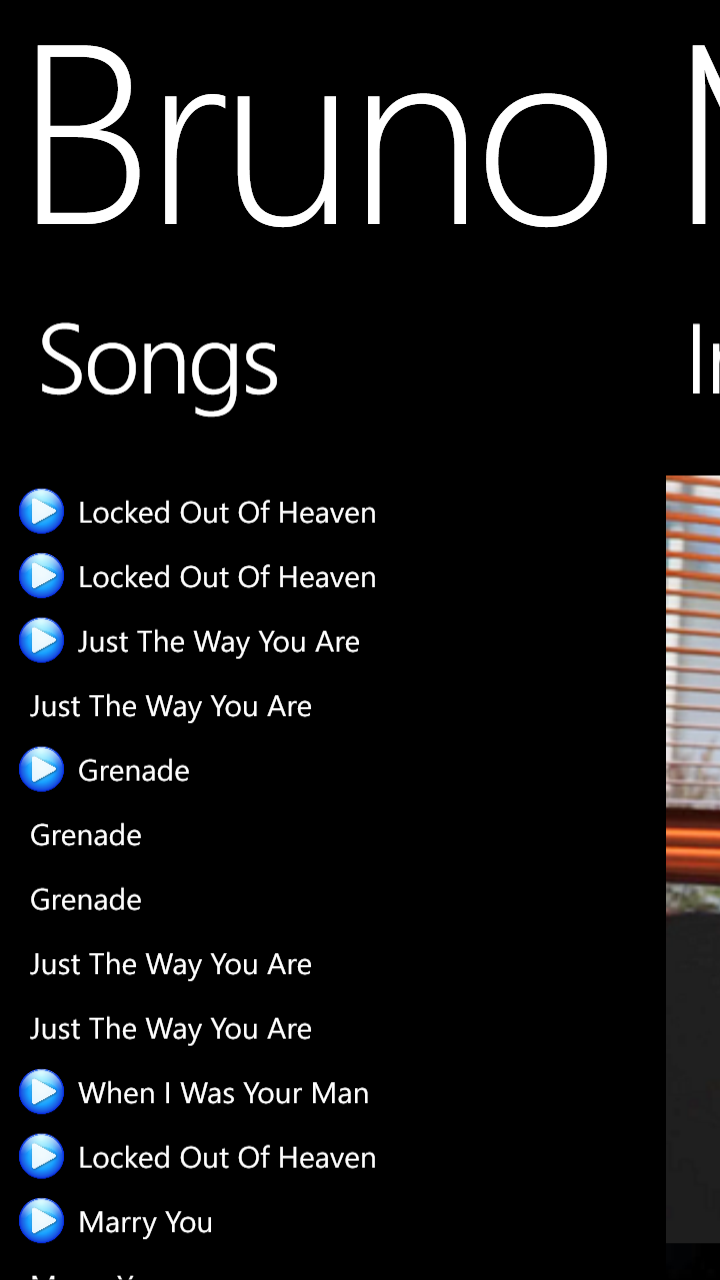 Bruno
Songs
Locked Out Of Heaven
Locked Out Of Heaven
Just The Way You Are
Just The Way You Are
Grenade
Grenade
Grenade
Just The Way You Are
Just The Way You Are
When I Was Your Man
Locked Out Of Heaven
Marry You